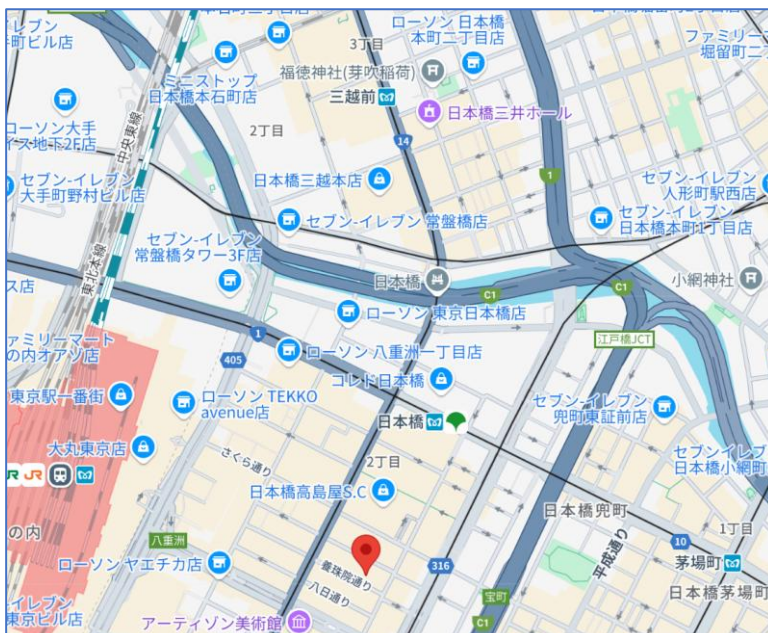 本町二丁目店
イレブン
手町ビル店
ローソン 日本橋
本町二丁目店
ファミリーマ
堀留町二
3丁目
ミニストップ
日本橋本石町店
福徳神社(芽吹稲荷)
三越前
日本橋三井ホール
ローソン大手
イス地下2F店
2丁目
14
中央東線
日本橋三越本店
1
セブン-イレブン
大手町野村ビル店
セブン-イレブン 常盤橋店
セブン-イレブン
日本橋本町1丁目店
セブン-イレブン
人形町駅西店
セブン-イレブン
常盤橋タワー3F店
東北本線
日本橋
小網神社
C1
C1
ス店
ローソン 東京日本橋店
ァミリーマート
の内オアゾ店
1
405
ローソン 八重洲一丁目店
江戸橋JCT
コレド日本橋
東京駅一番街
ローソン TEKKO
avenue店
日本橋
セブン-イレブン
兜町東証前店
大丸東京店
さくら通り
2丁目
セブンイレブ
日本橋小網町
JR
日本橋高島屋S.C
日本橋兜町
の内
八重洲
1丁目
10
平成通り
茅場町
ローソン ヤエチカ店
養珠院通り
316
八日通り
宝町
日本橋茅場町
イレブン
東京ビル店
アーティゾン美術館
C1